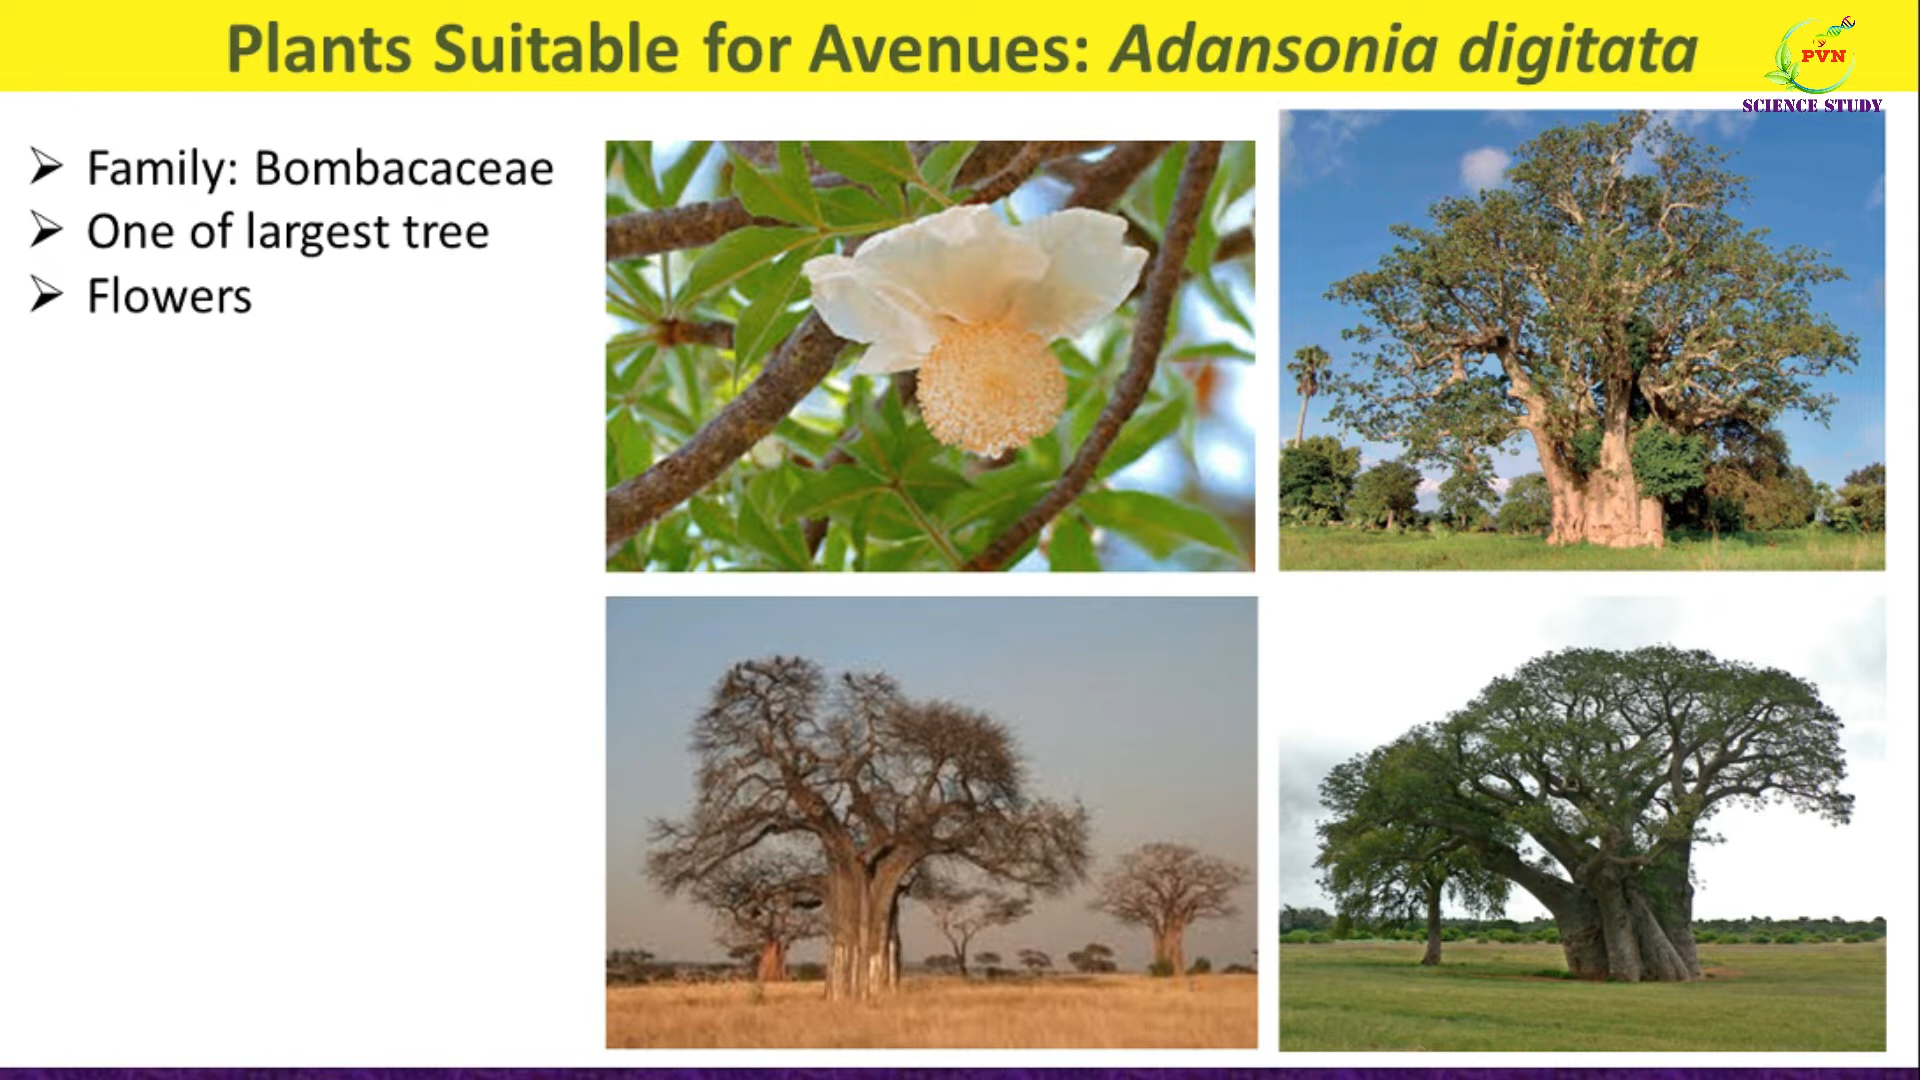 Plants Suitable for Avenues: Adansonia digitata
PVN
SCIENCE STUDY
Family: Bombacaceae
One of largest tree
Flowers